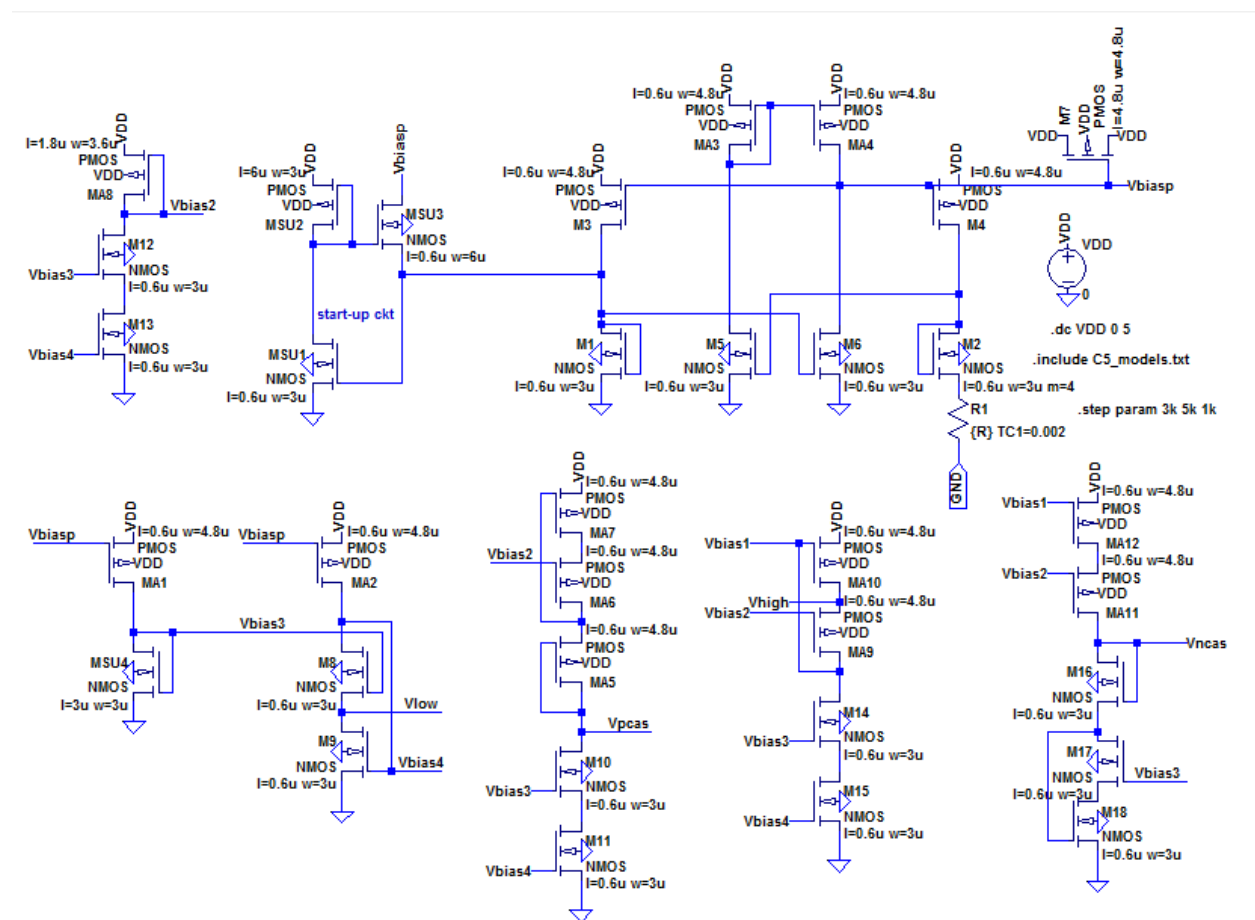 VDD
l=1.8u w=3.6u
PMOS
VDD
MA8
Vbias2
M12
NMOS
Vbias3
l=0.6u w=3u
M13
NMOS
Vbias4
l=0.6u w=3u
VDD
l=6u w=3u
PMOS
VDD
MSU2
Vbiasp
MSU3
NMOS
l=0.6u w=6u
start-up ckt
MSU1
NMOS
l=0.6u w=3u
VDD
l=0.6u w=4.8u
PMOS
VDD
M3
M1
NMOS
l=0.6u w=3u
VDD
l=0.6u w=4.8u
PMOS
VDD
MA3
VDD
l=0.6u w=4.8u
PMOS
VDD
MA4
M5
NMOS
l=0.6u w=3u
M6
NMOS
l=0.6u w=3u
VDD
l=0.6u w=4.8u
PMOS
VDD
M4
M2
NMOS
l=0.6u w=3u m=4
R1
{R} TC1=0.002
GND
VDD
M7
VDD
PMOS
l=4.8u w=4.8u
VDD
VDD
Vbiasp
VDD
VDD
0
.dc VDD 0 5
.include C5_models.txt
.step param 3k 5k 1k
Vbiasp
VDD
l=0.6u w=4.8u
PMOS
VDD
MA1
MSU4
NMOS
l=3u w=3u
Vbiasp
VDD
l=0.6u w=4.8u
PMOS
VDD
MA2
Vbias3
M8
NMOS
l=0.6u w=3u
Vlow
M9
NMOS
Vbias4
l=0.6u w=3u
VDD
l=0.6u w=4.8u
PMOS
VDD
MA7
Vbias2
l=0.6u w=4.8u
PMOS
VDD
MA6
l=0.6u w=4.8u
PMOS
VDD
MA5
Vpcas
M10
NMOS
Vbias3
l=0.6u w=3u
M11
NMOS
Vbias4
l=0.6u w=3u
VDD
Vbias1
l=0.6u w=4.8u
PMOS
VDD
MA10
Vhigh
Vbias2
l=0.6u w=4.8u
PMOS
VDD
MA9
M14
NMOS
Vbias3
l=0.6u w=3u
M15
NMOS
Vbias4
l=0.6u w=3u
VDD
Vbias1
l=0.6u w=4.8u
PMOS
VDD
MA12
Vbias2
l=0.6u w=4.8u
PMOS
VDD
MA11
Vncas
M16
NMOS
l=0.6u w=3u
M17
NMOS
Vbias3
l=0.6u w=3u
M18
NMOS
l=0.6u w=3u